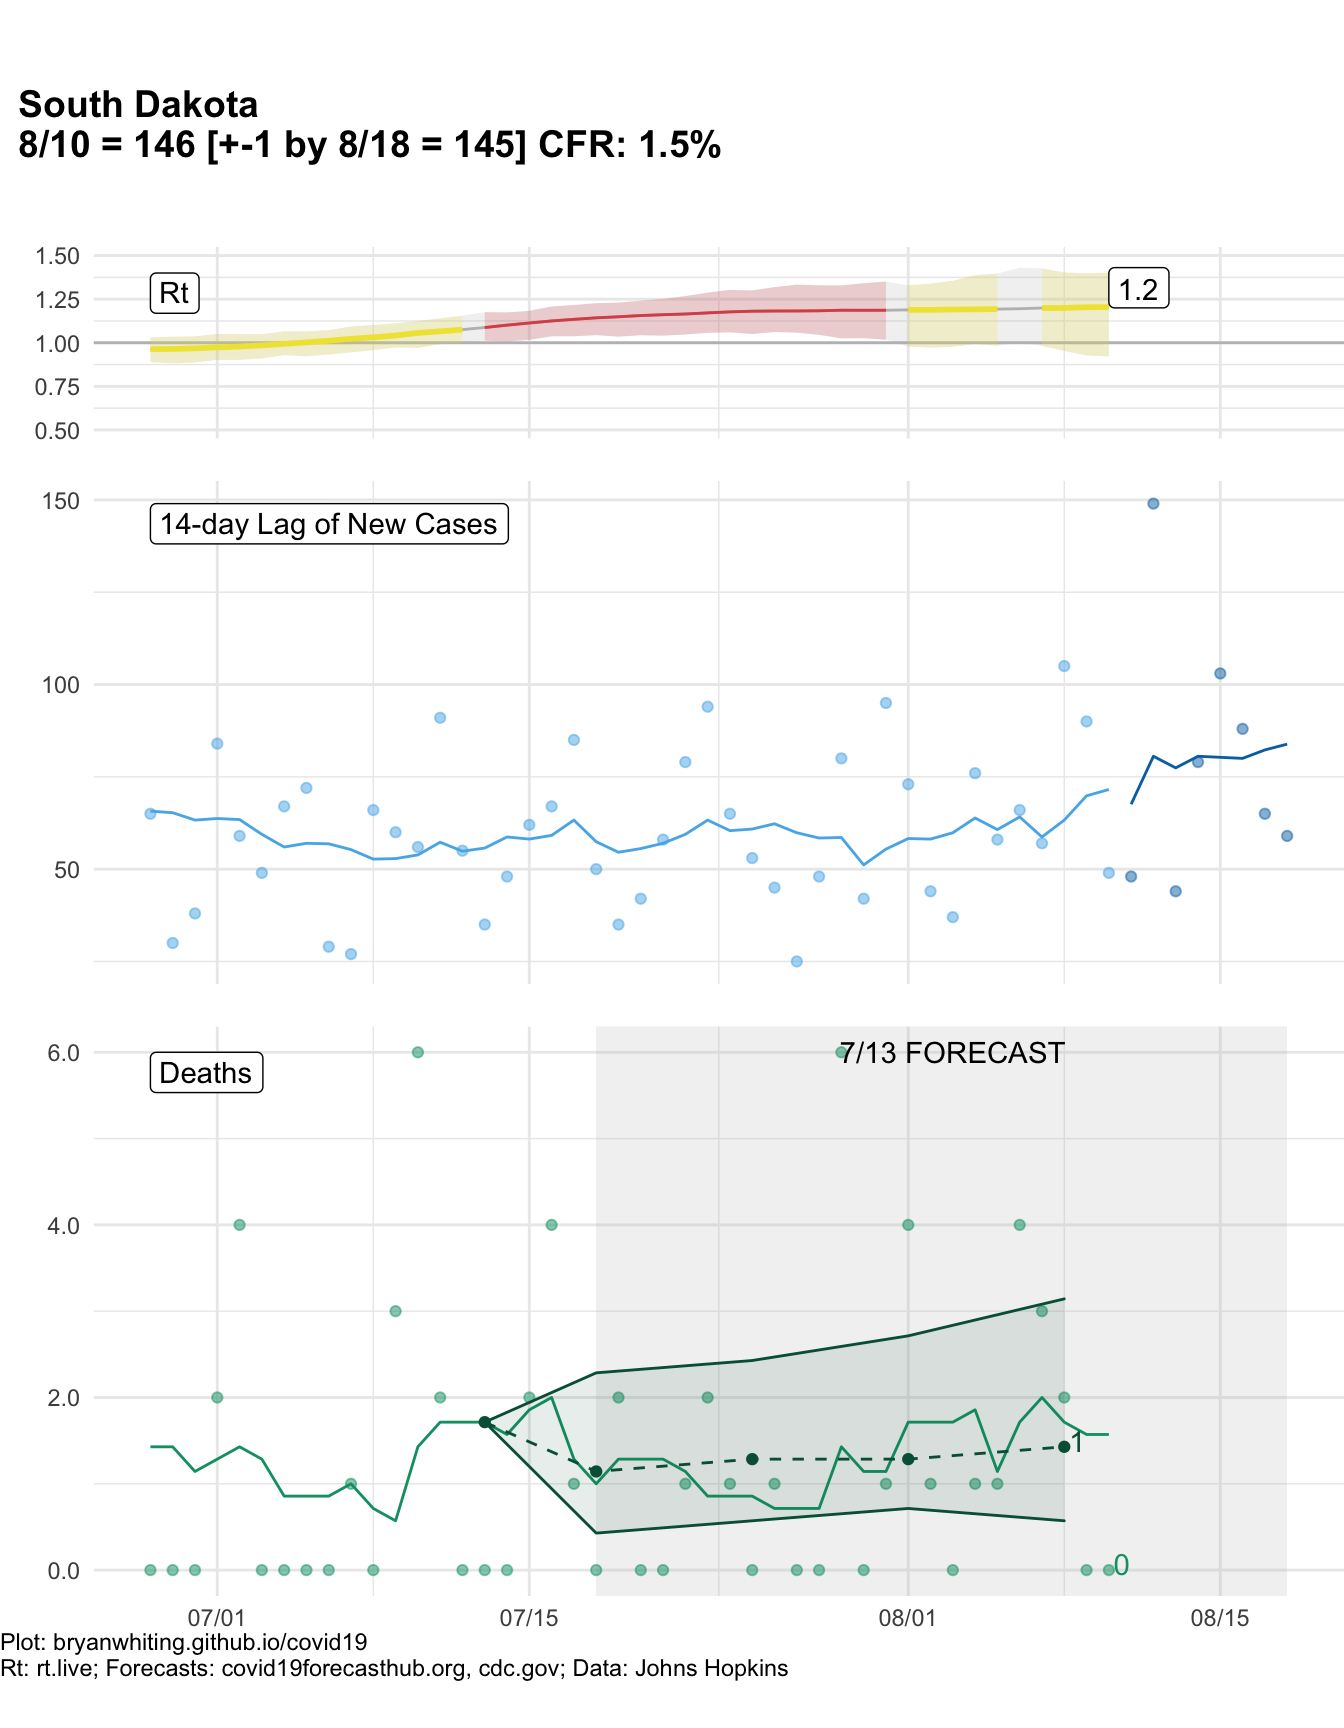 South Dakota
8/10 = 146 [+-1 by 8/18 = 145] CFR: 1.5%
1.50
Rt
1.2
1.25
1.00
0.75
0.50
150
14-day Lag of New Cases
100
50
6.0
7/13 FORECAST
Deaths
4.0
2.0
1
0.0
0
07/01
07/15
08/01
08/15
Plot: bryanwhiting.github.io/covid19
Rt: rt.live; Forecasts: covid19forecasthub.org, cdc.gov; Data: Johns Hopkins